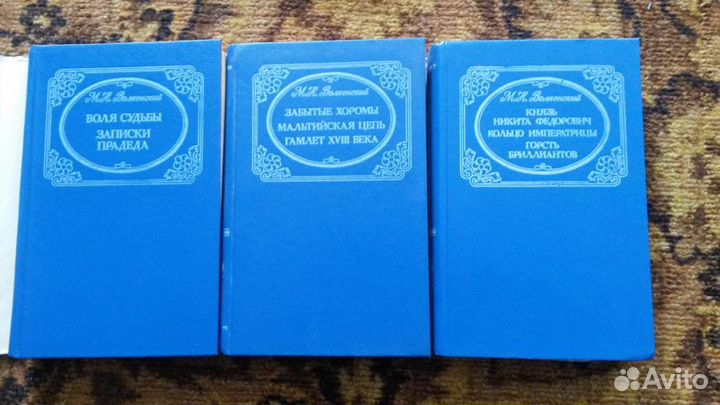 М.Н. Волконский
ВОЛЯ СУДЬБЫ
ЗАПИСКИ
ПРАДЕДА
М.Н. Волконский
ЗАБЫТЫЕ ХОРОМЫ
МАЛЬТИЙСКАЯ ЦЕПЬ
ГАМЛЕТ XVIII ВЕКА
М.Н. Волконский
КНЯЗЬ
НИКИТА ФЕДОРОВИЧ
КОЛЬЦО ИМПЕРАТРИЦЫ
ГОРСТЬ
БРИЛЛИАНТОВ
Avito